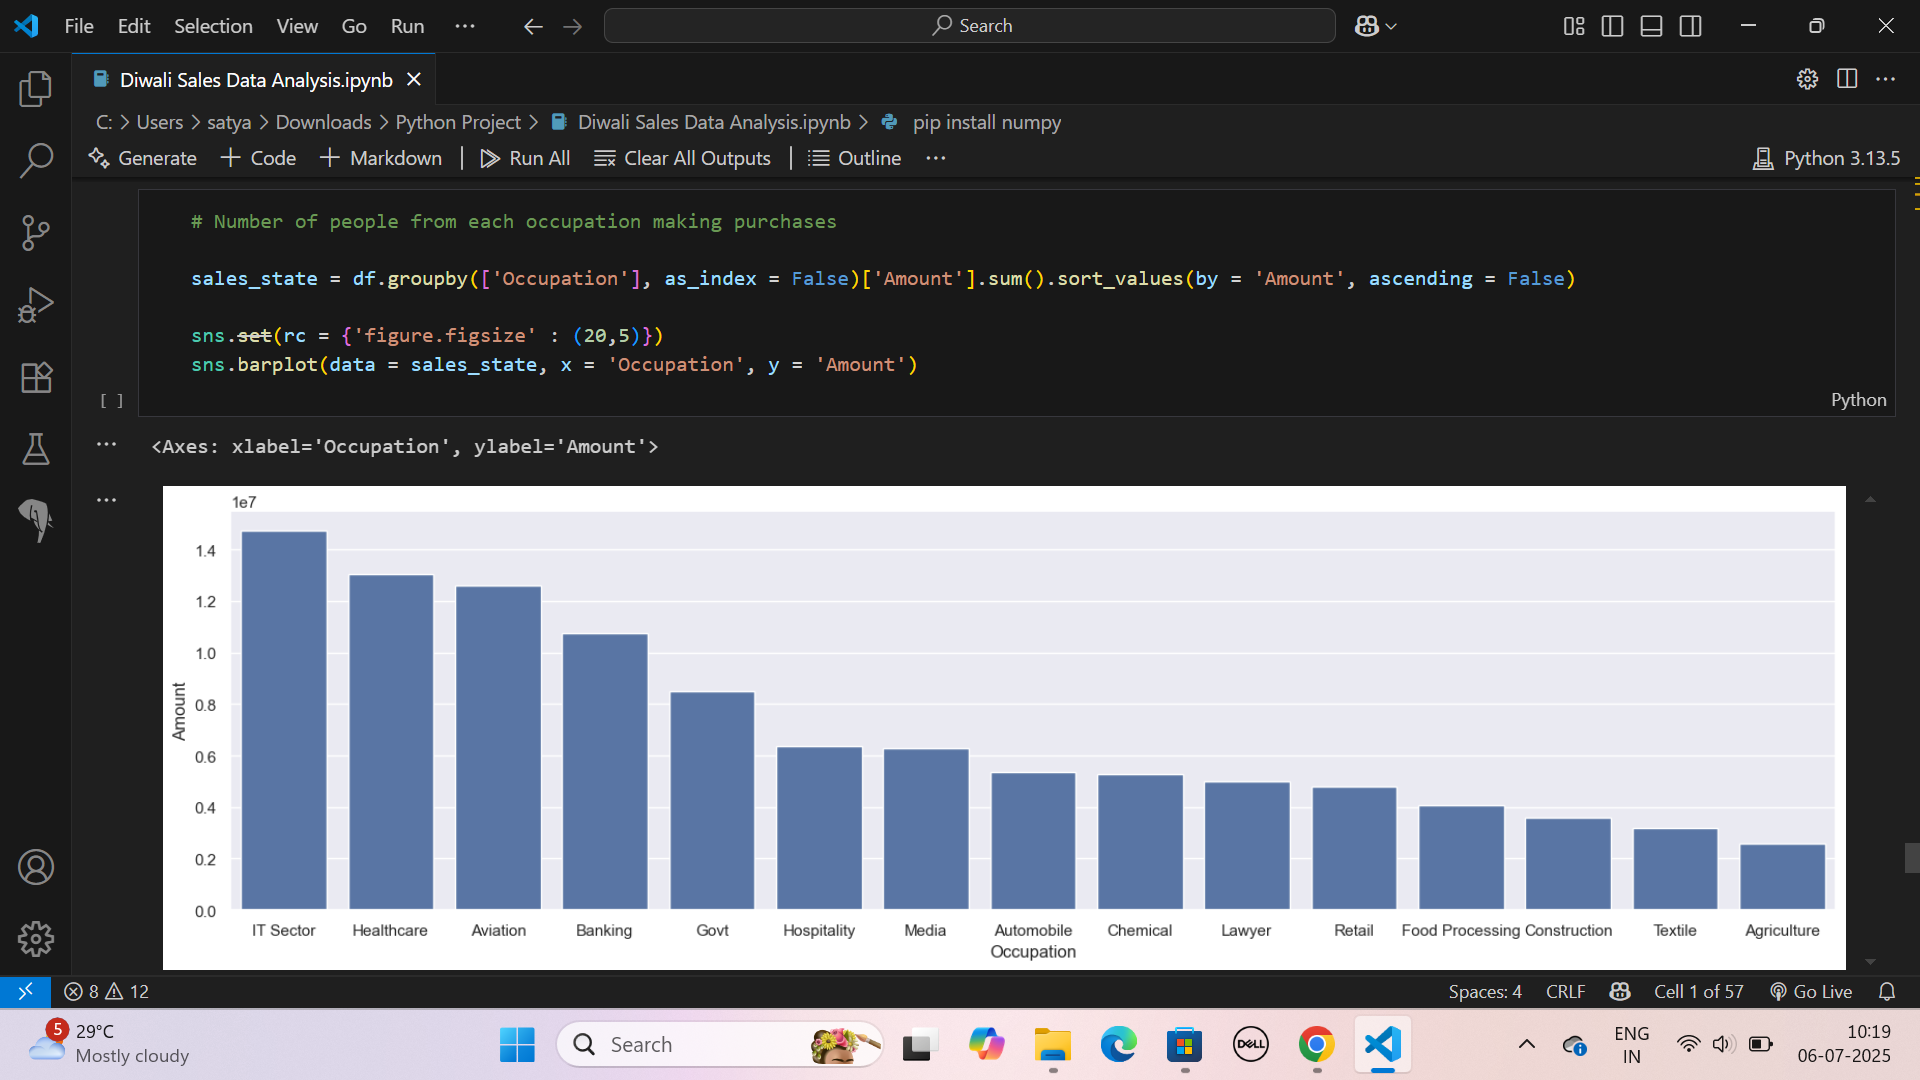 File Edit Selection View Go Run ···
Search
Diwali Sales Data Analysis.ipynb
C: > Users > satya > Downloads > Python Project > Diwali Sales Data Analysis.ipynb > pip install numpy
Generate + Code + Markdown | Run All Clear All Outputs | Outline ···
Python 3.13.5
# Number of people from each occupation making purchases
sales_state = df.groupby(['Occupation'], as_index = False)['Amount'].sum().sort_values(by = 'Amount', ascending = False)
sns.set(rc = {'figure.figsize' : (20,5)})
sns.barplot(data = sales_state, x = 'Occupation', y = 'Amount')
[ ]
Python
<Axes: xlabel='Occupation', ylabel='Amount'>
1e7
1.4
1.2
1.0
0.8
0.6
0.4
0.2
0.0
Amount
IT Sector Healthcare Aviation Banking Govt Hospitality Media Automobile Chemical Lawyer Retail Food Processing Construction Textile Agriculture
Occupation
8 12
Spaces: 4 CRLF Cell 1 of 57 Go Live
5
29°C
Mostly cloudy
Search
DELL
ENG
IN
10:19
06-07-2025